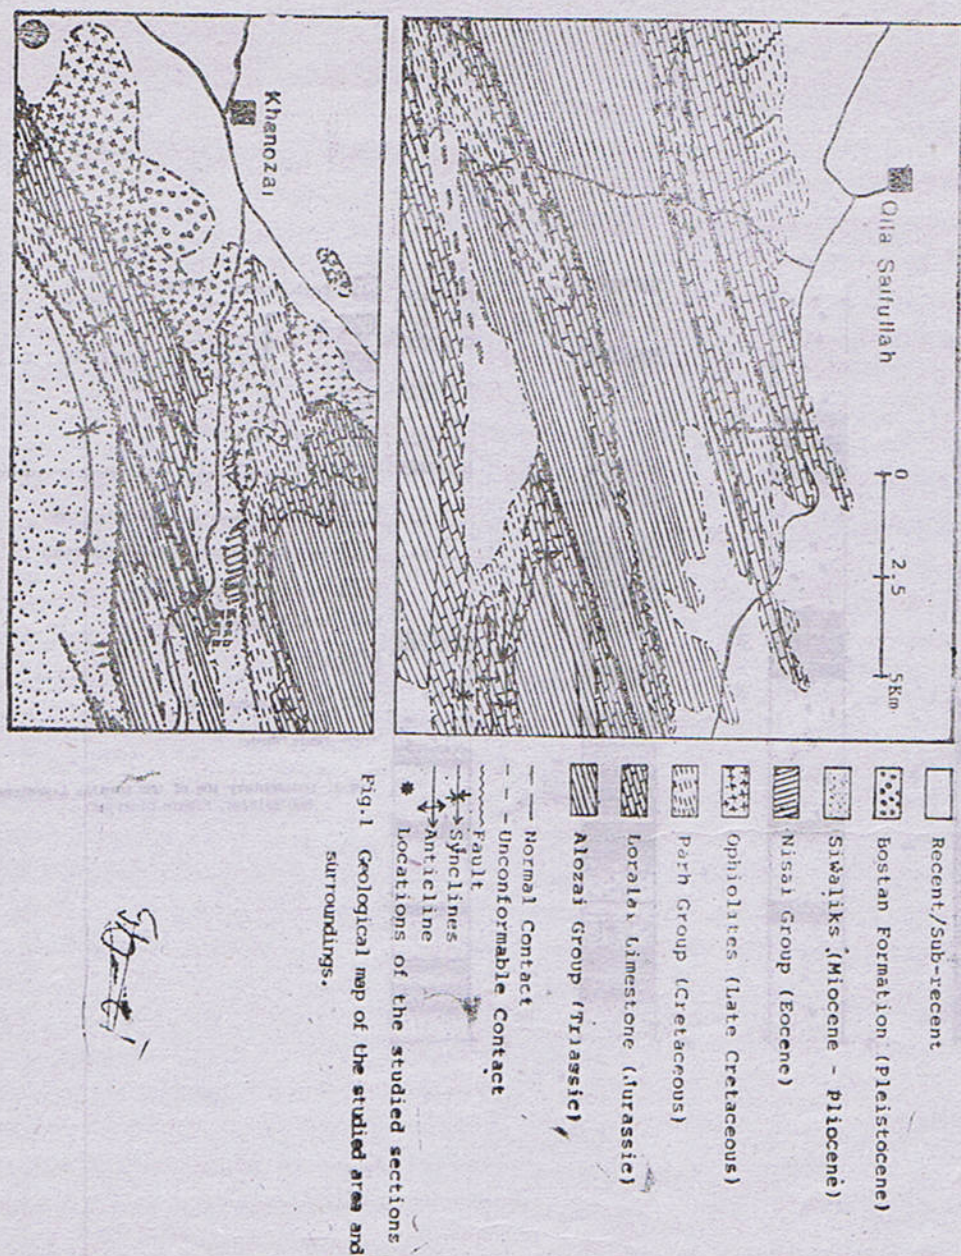 Qila Saifullah
0 2.5 5Km
Khanozai
Recent/Sub-recent
Bostan Formation (Pleistocene)
Siwaliks (Miocene - Pliocene)
Nisai Group (Eocene)
Ophiolites (Late Cretaceous)
Parh Group (Cretaceous)
Loralai Limestone (Jurassic)
Alozai Group (Triassic)
Normal Contact
Unconformable Contact
Fault
Synclines
Anticline
Locations of the studied sections
Fig.1 Geological map of the studied area and
surroundings.